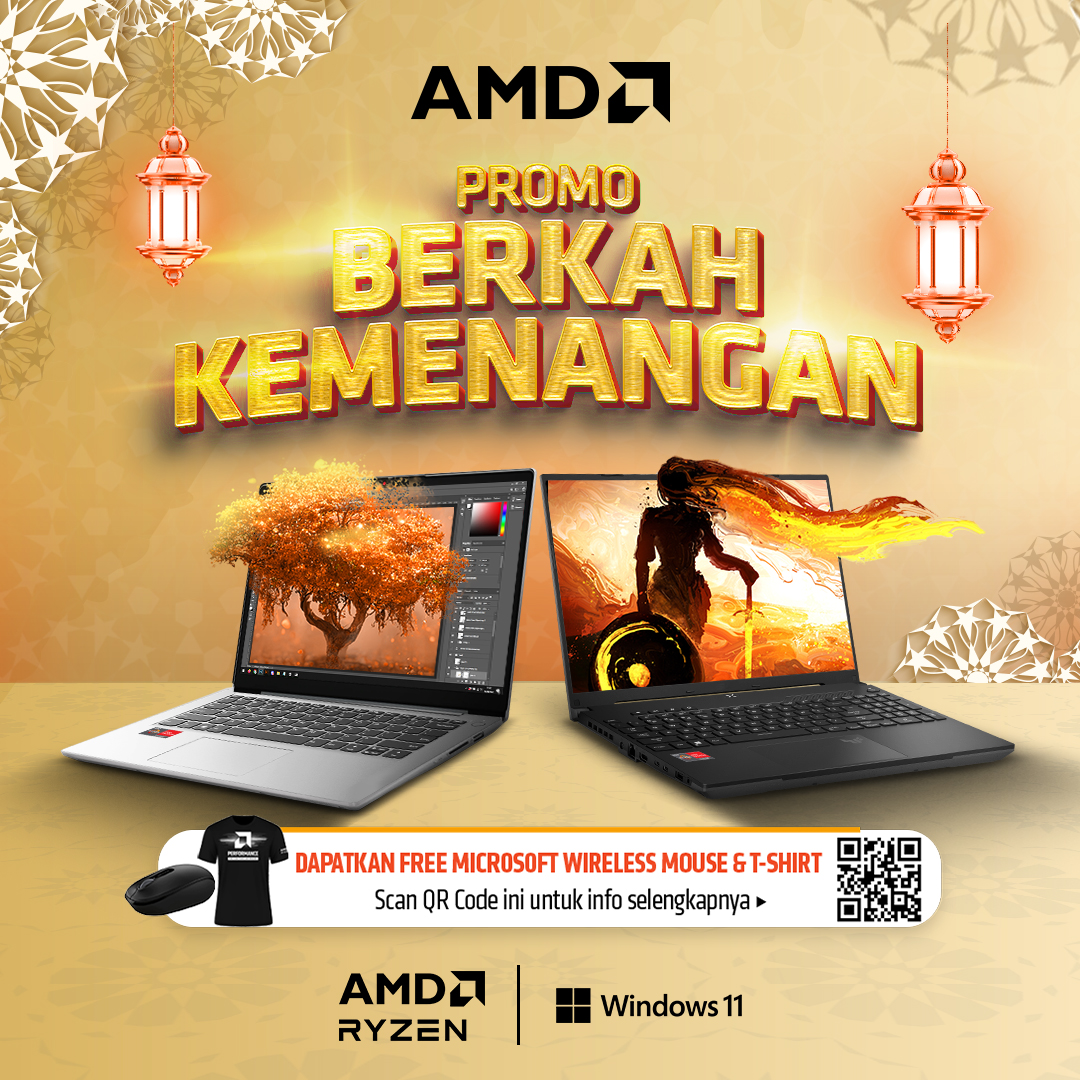 AMD
PROMO
BERKAH
KEMENANGAN
PERFORMANCE
DAPATKAN FREE MICROSOFT WIRELESS MOUSE & T-SHIRT
Scan QR Code ini untuk info selengkapnya ▸
AMD
RYZEN
Windows 11